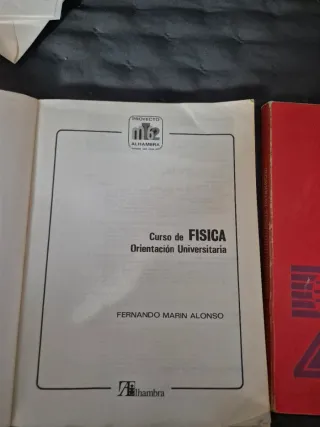 PROYECTO
ALHAMBRA
Curso de FISICA
Orientación Universitaria
FERNANDO MARIN ALONSO
Alhambra